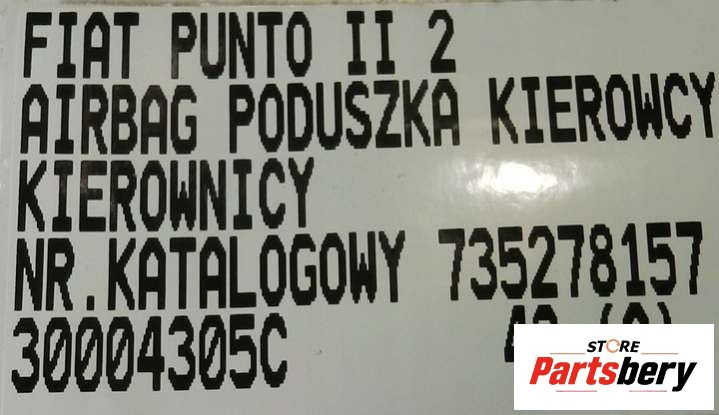 FIAT PUNTO II 2
AIRBAG PODUSZKA KIEROWCY
KIEROWNICY
NR.KATALOGOWY 735278157
30004305C
STORE
Partsbery